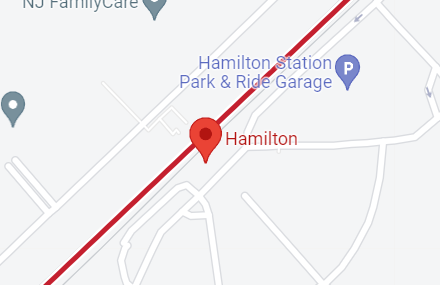 NJ FamilyCare
Hamilton Station
Park & Ride Garage
P
Hamilton